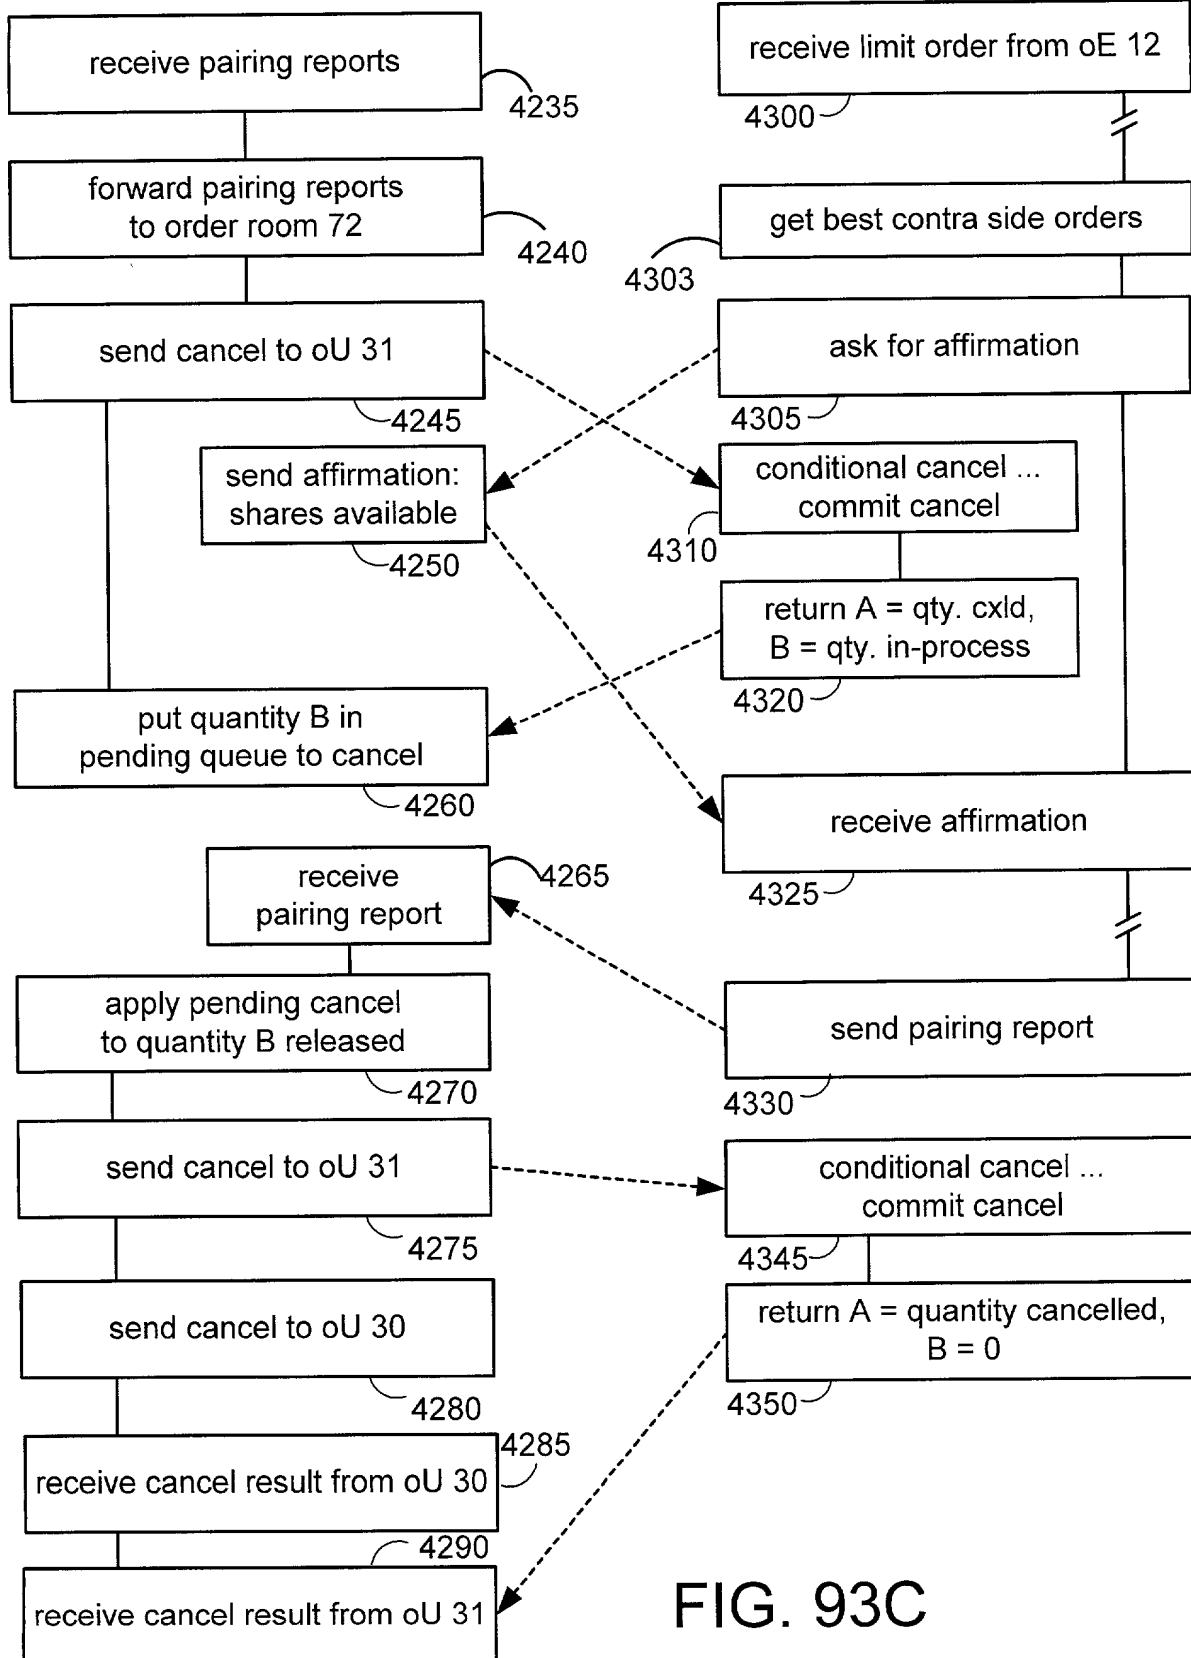 receive pairing reports
4235
forward pairing reports
to order room 72
4240
send cancel to oU 31
4245
send affirmation:
shares available
4250
put quantity B in
pending queue to cancel
4260
receive
pairing report
4265
apply pending cancel
to quantity B released
4270
send cancel to oU 31
4275
send cancel to oU 30
4280
receive cancel result from oU 30
4285
receive cancel result from oU 31
4290
receive limit order from oE 12
4300
get best contra side orders
4303
ask for affirmation
4305
conditional cancel ...
commit cancel
4310
return A = qty. cxld,
B = qty. in-process
4320
receive affirmation
4325
send pairing report
4330
conditional cancel ...
commit cancel
4345
return A = quantity cancelled,
B = 0
4350
FIG. 93C